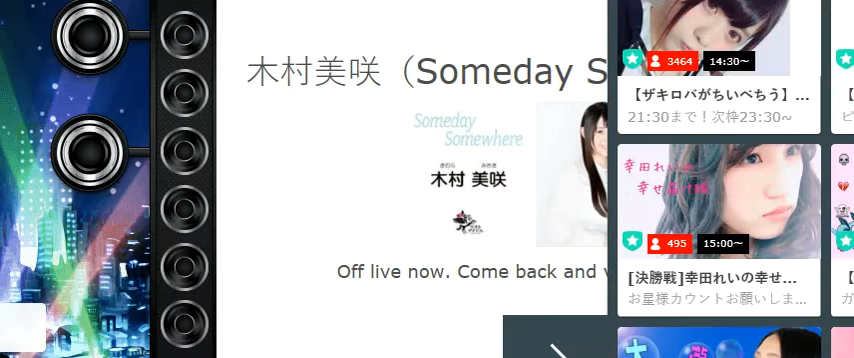 木村美咲（Someday S
Someday
Somewhere
きむら みさき
木村 美咲
Off live now. Come back and v
3464 14:30～
【ザキロバがちいべちう】...
21:30まで！次枠23:30~
幸田れいの
幸せ届け隊
495 15:00～
[決勝戦]幸田れいの幸せ...
お星様カウントお願いしま...
【
ピ
【
ガ